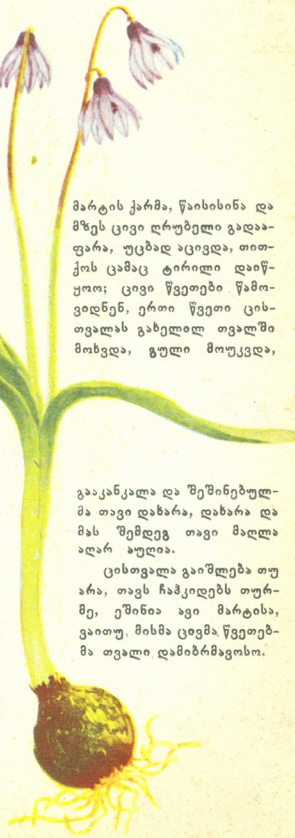 მარტის ქარმა, წაისისინა და
მზეს ცივი ღრუბელი გადაა-
ფარა, უცბად აცივდა, თით-
ქოს ცამაც ტირილი დაიწ-
ყოო; ცივი წვეთები წამო-
ვიდნენ, ერთი წვეთი ცის-
თვალას გახელილ თვალში
მოხვდა, გული მოუკვდა,
გააკანკალა და შეშინებულ-
მა თავი დახარა, დახარა და
მას შემდეგ თავი მაღლა
აღარ აუღია.
ცისთვალა გაიშლება თუ
არა, თავს ჩაჰკიდებს თურ-
მე, ეშინია ავი მარტისა,
ვაითუ, მისმა ცივმა წვეთებ-
მა თვალი დამიბრმავოსო.